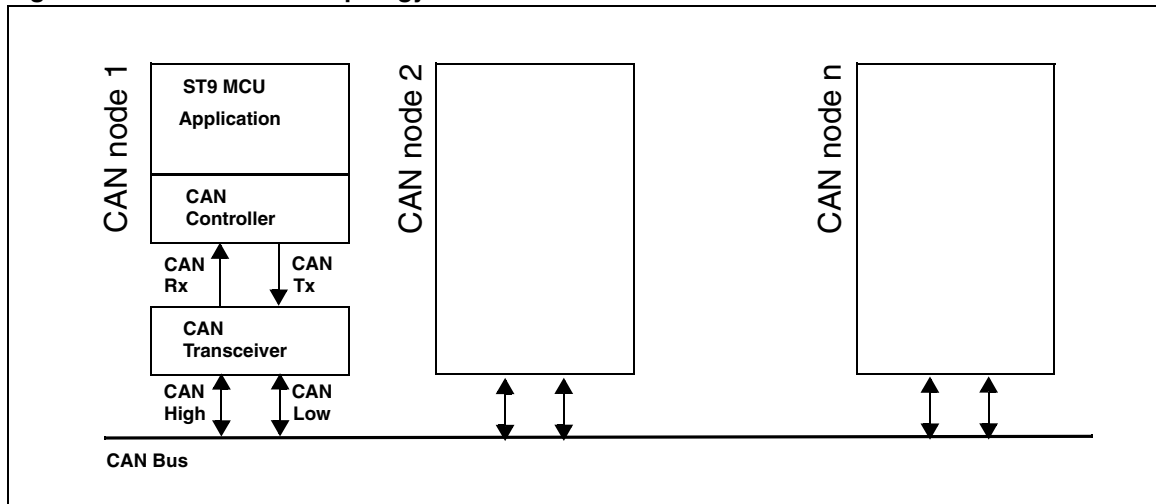 CAN node 1
ST9 MCU
Application
CAN
Controller
CAN
Rx
CAN
Tx
CAN
Transceiver
CAN
High
CAN
Low
CAN node 2
CAN node n
CAN Bus